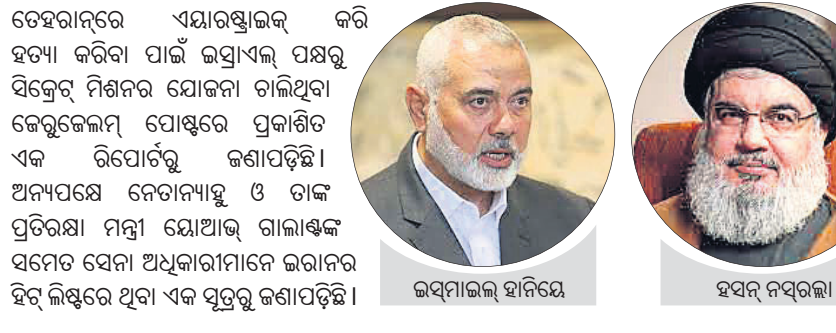 ତେହରାନ୍‌ରେ ଏୟାରଷ୍ଟ୍ରାଇକ୍ କରି
ହତ୍ୟା କରିବା ପାଇଁ ଇସ୍ରାଏଲ୍ ପକ୍ଷରୁ
ସିକ୍ରେଟ୍ ମିଶନର ଯୋଜନା ଚାଲିଥିବା
ଜେରୁଜେଲମ୍ ପୋଷ୍ଟରେ ପ୍ରକାଶିତ
ଏକ ରିପୋର୍ଟରୁ ଜଣାପଡ଼ିଛି।
ଅନ୍ୟପକ୍ଷେ ନେତାନ୍ୟାହୁ ଓ ତାଙ୍କ
ପ୍ରତିରକ୍ଷା ମନ୍ତ୍ରୀ ୟୋଆଭ୍ ଗାଲାଣ୍ଟଙ୍କ
ସମେତ ସେନା ଅଧିକାରୀମାନେ ଇରାନର
ହିଟ୍ ଲିଷ୍ଟରେ ଥିବା ଏକ ସୂତ୍ରରୁ ଜଣାପଡ଼ିଛି।
ଇସ୍‌ମାଇଲ୍ ହାନିୟେ
ହସନ୍ ନସ୍‌ରଲ୍ଲା